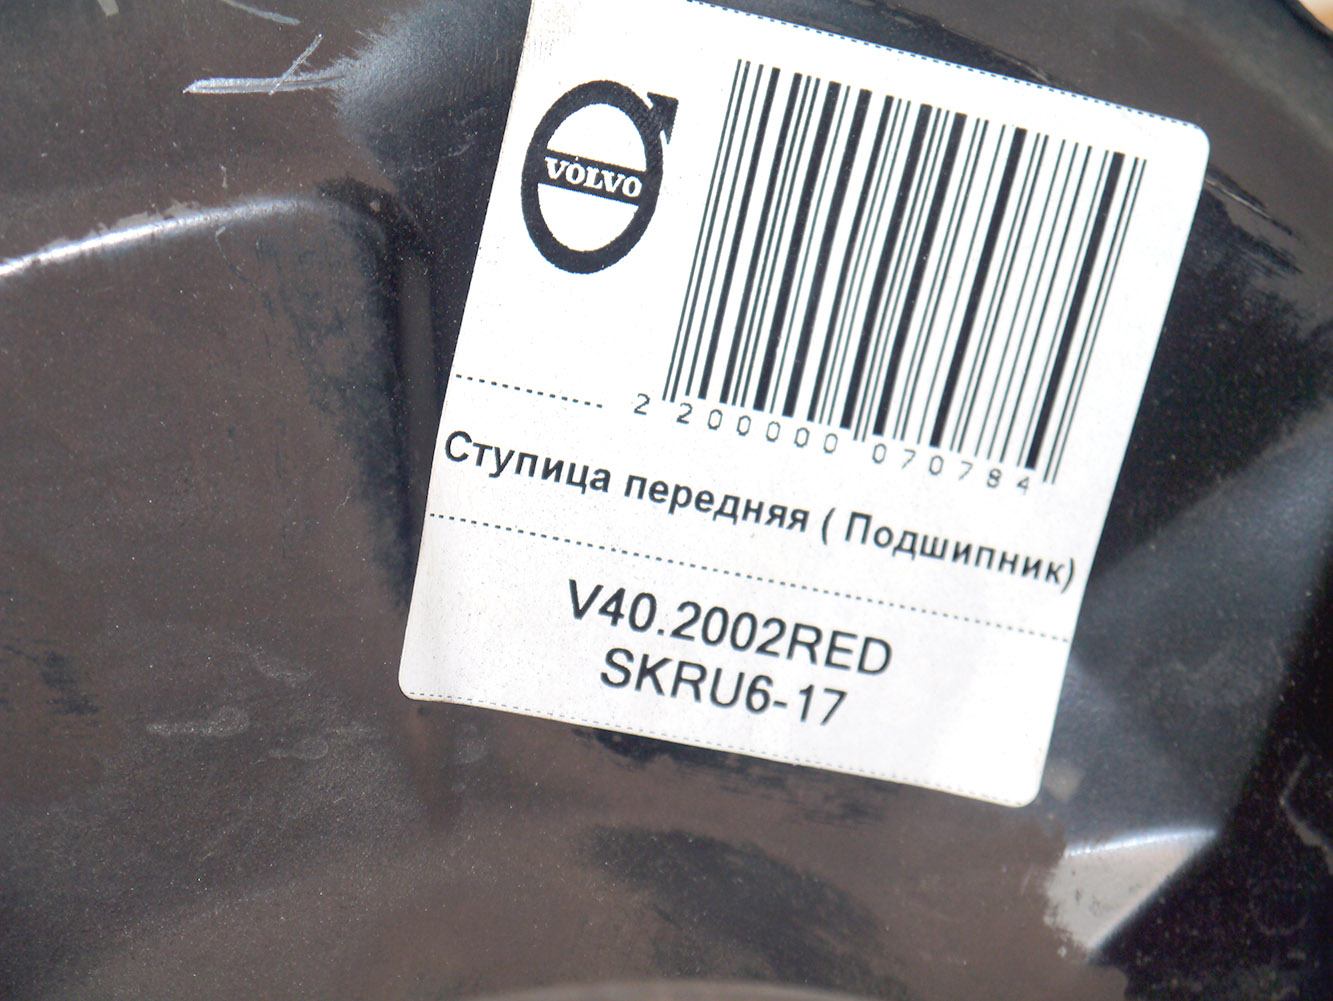 VOLVO
2 200000 070784
Ступица передняя ( Подшипник)
V40.2002RED
SKRU6-17